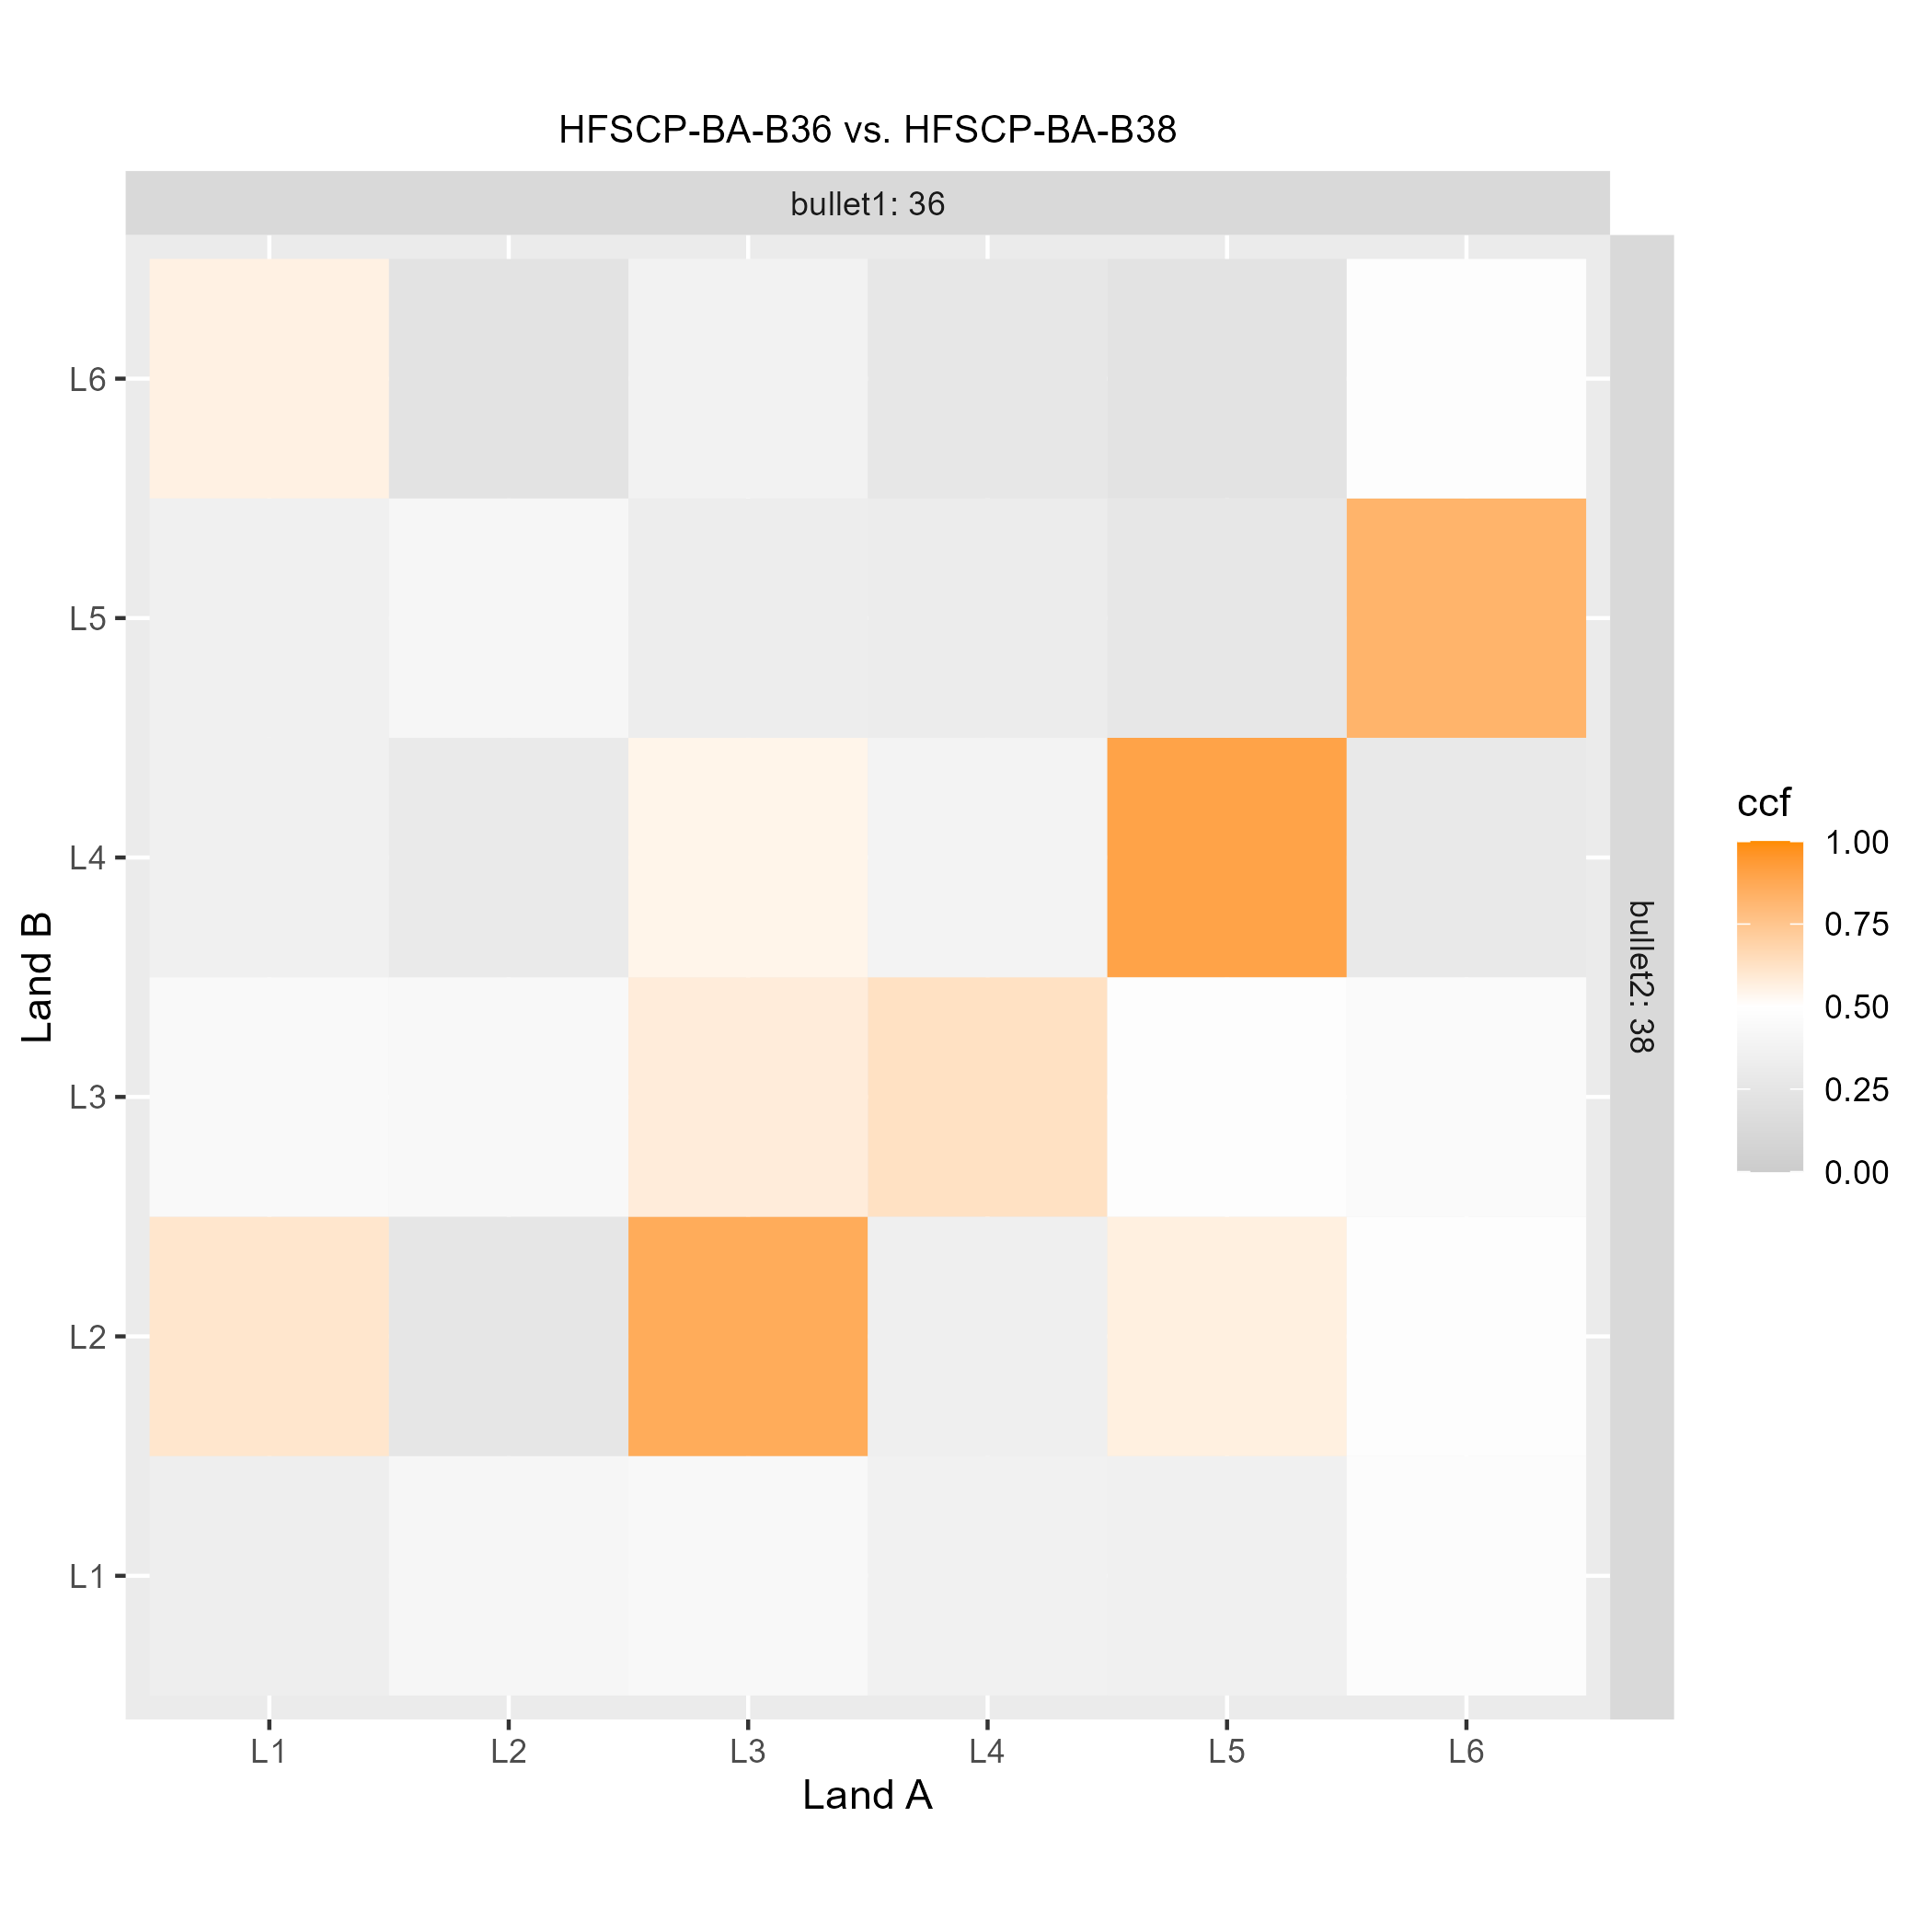 HFSCP-BA-B36 vs. HFSCP-BA-B38
bullet1: 36
bullet2: 38
Land B
L6
L5
L4
L3
L2
L1
L1 L2 L3 L4 L5 L6
Land A
ccf
1.00
0.75
0.50
0.25
0.00